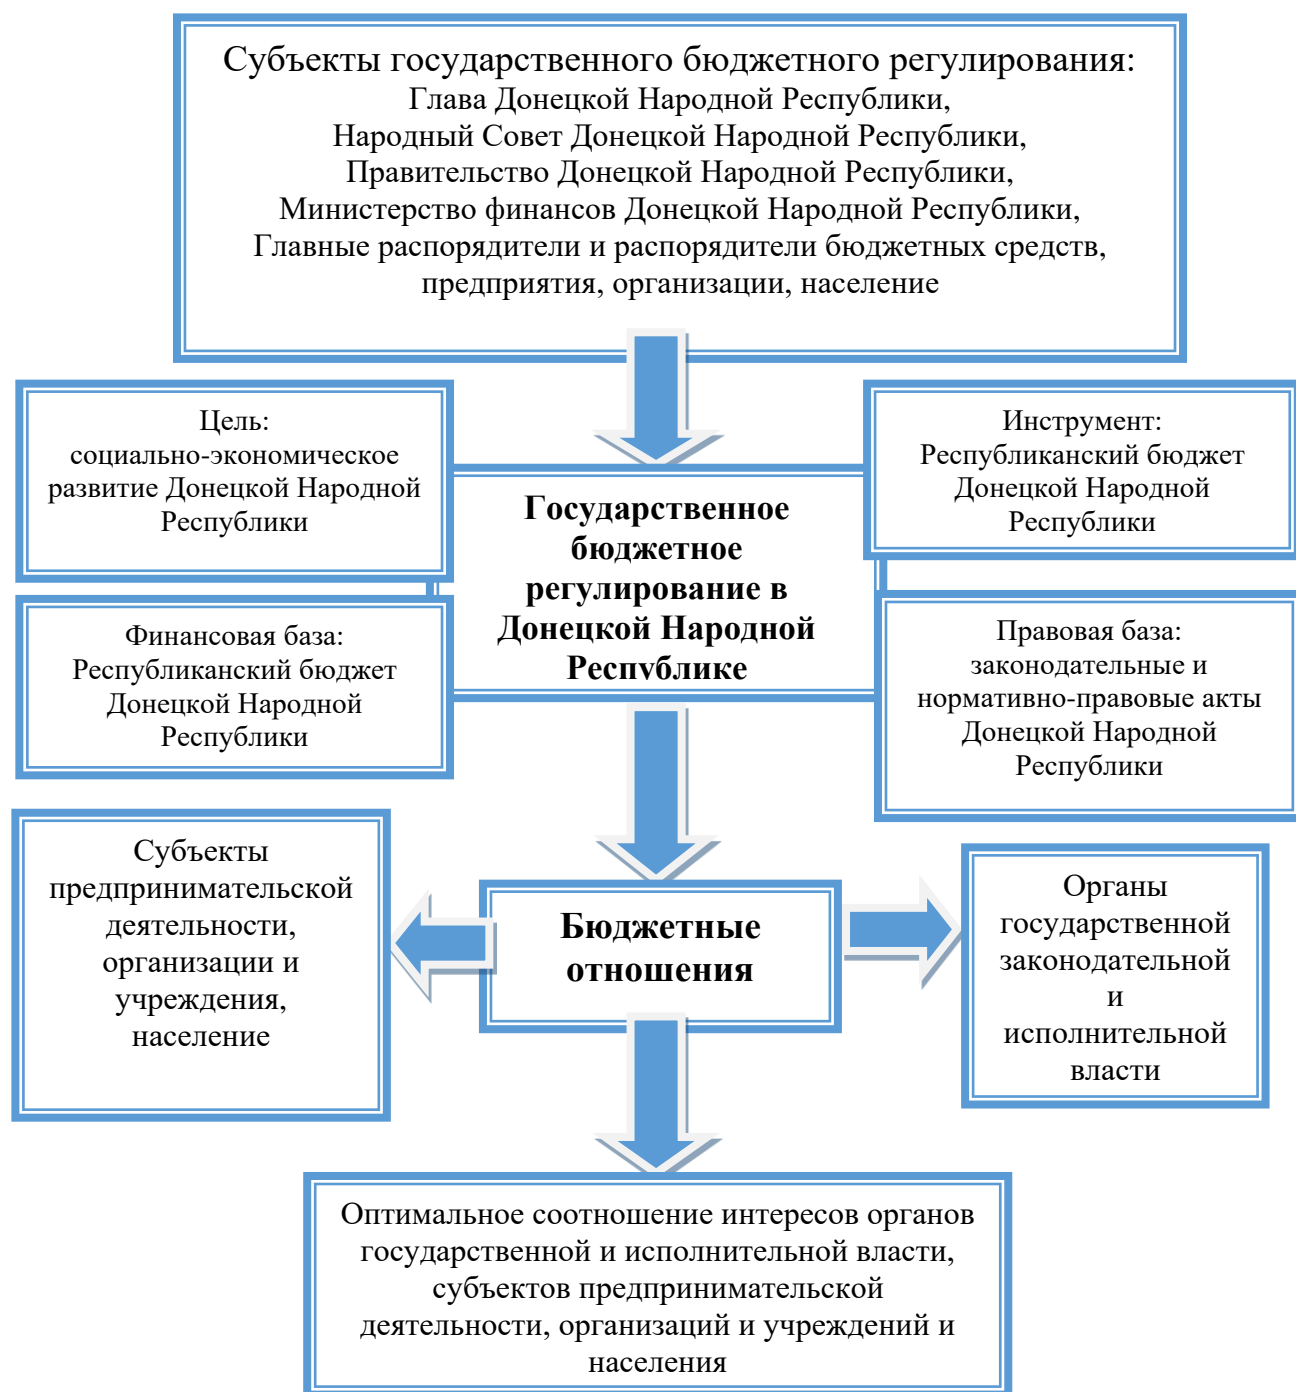 Субъекты государственного бюджетного регулирования:
Глава Донецкой Народной Республики,
Народный Совет Донецкой Народной Республики,
Правительство Донецкой Народной Республики,
Министерство финансов Донецкой Народной Республики,
Главные распорядители и распорядители бюджетных средств,
предприятия, организации, население
Цель:
социально-экономическое
развитие Донецкой Народной
Республики
Инструмент:
Республиканский бюджет
Донецкой Народной
Республики
Государственное
бюджетное
регулирование в
Донецкой Народной
Республике
Финансовая база:
Республиканский бюджет
Донецкой Народной
Республики
Правовая база:
законодательные и
нормативно-правовые акты
Донецкой Народной
Республики
Субъекты
предпринимательской
деятельности,
организации и
учреждения,
население
Бюджетные
отношения
Органы
государственной
законодательной
и
исполнительной
власти
Оптимальное соотношение интересов органов
государственной и исполнительной власти,
субъектов предпринимательской
деятельности, организаций и учреждений и
населения